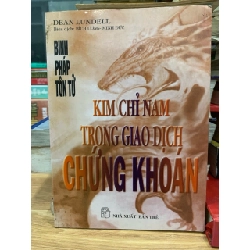 DEAN LUNDELL
BINH
PHÁP
TÔN TỬ
KIM CHỈ NAM
TRONG GIAO DỊCH
CHỨNG KHOÁN
NHÀ XUẤT BẢN TRẺ